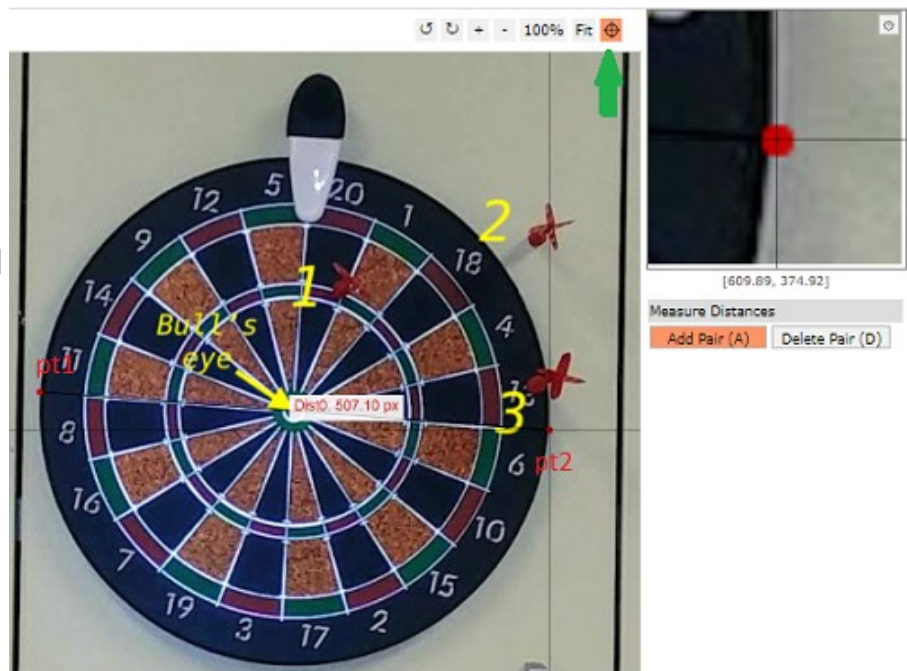 ↺ ↻ + - 100% Fit
[609.89, 374.92]
Measure Distances
Add Pair (A) Delete Pair (D)
5 20
12 1
9 2
18
14 1
4
Bull's
eye
pt1 11
Dist0: 507.10 px
3
8
pt2
6
16
10
7
15
19
3 17 2